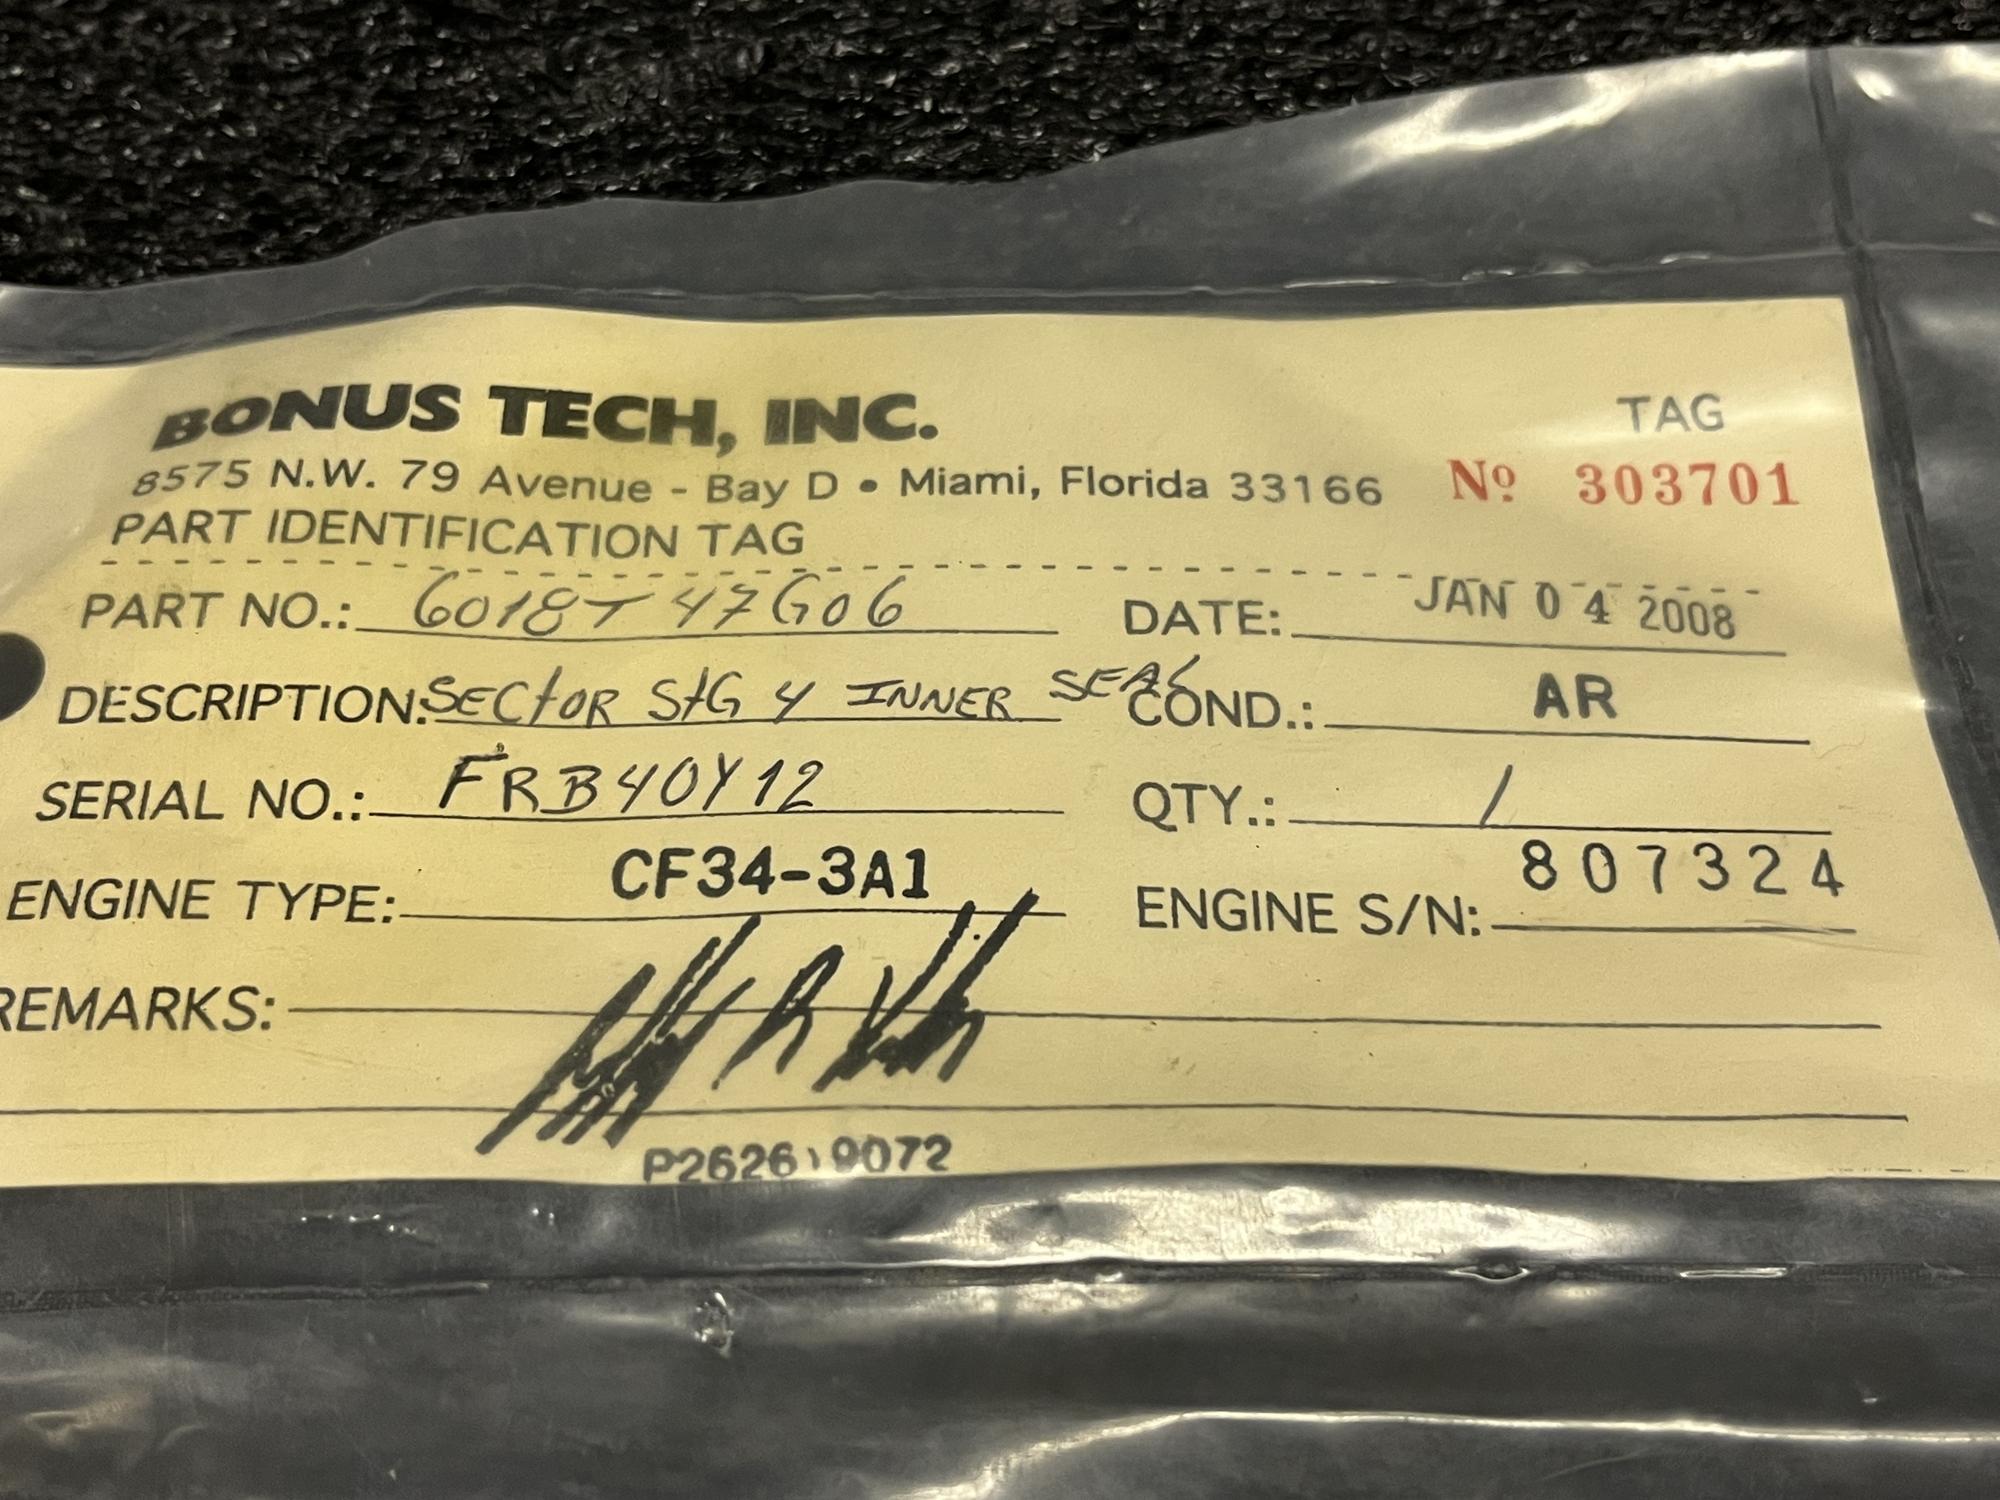 BONUS TECH, INC.
TAG
8575 N.W. 79 Avenue - Bay D • Miami, Florida 33166
Nº 303701
PART IDENTIFICATION TAG
PART NO.: 6018T47G06 DATE: JAN 04 2008
DESCRIPTION: SECtOR StG 4 INNER SEAL COND.: AR
SERIAL NO.: FRB40Y12 QTY.: 1
ENGINE TYPE: CF34-3A1 ENGINE S/N: 807324
REMARKS: